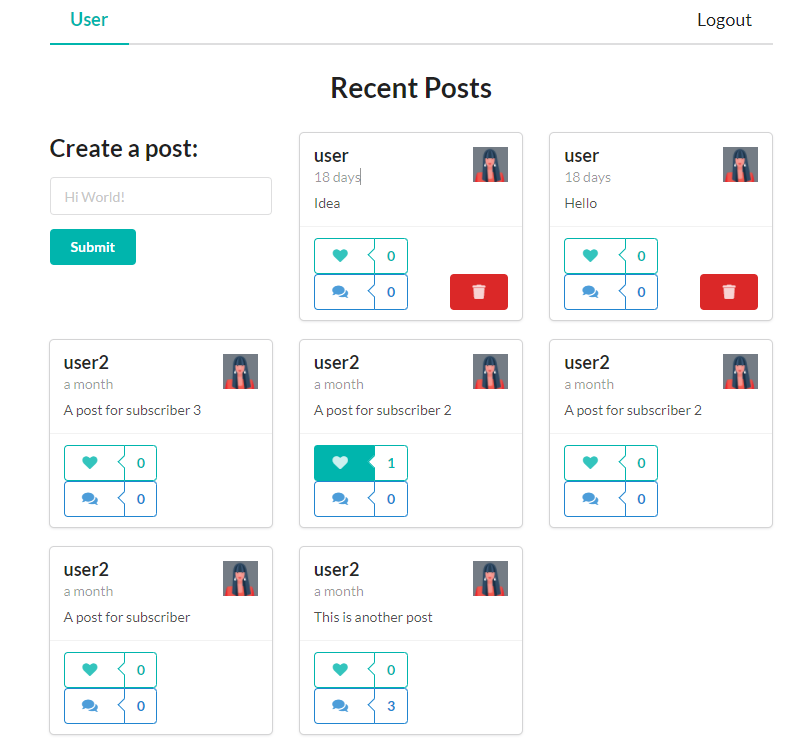 User
Logout
Recent Posts
Create a post:
Hi World!
Submit
user
18 days
Idea
0
0
user
18 days
Hello
0
0
user2
a month
A post for subscriber 3
0
0
user2
a month
A post for subscriber 2
1
0
user2
a month
A post for subscriber 2
0
0
user2
a month
A post for subscriber
0
0
user2
a month
This is another post
0
3